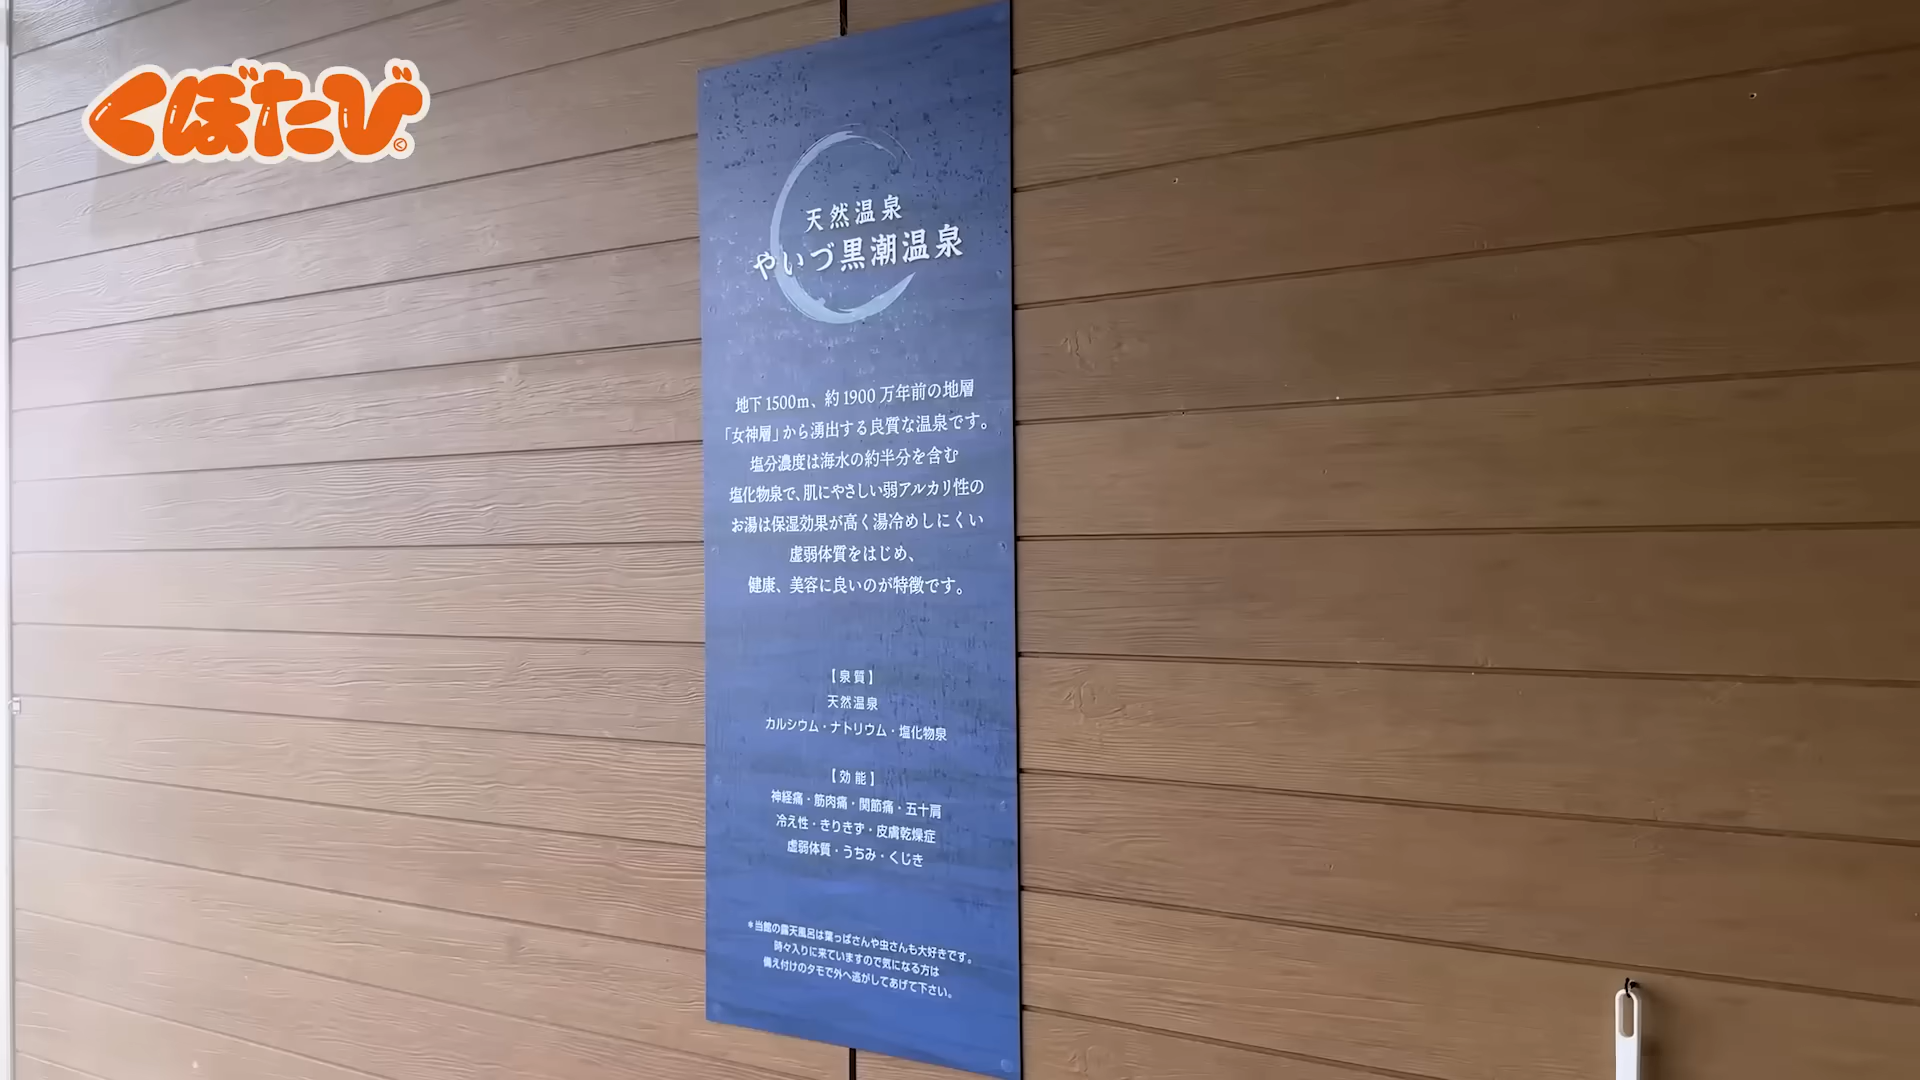 くぼたび
©
天然温泉
やいづ黒潮温泉
地下1500m、約1900万年前の地層
「女神層」から湧出する良質な温泉です。
塩分濃度は海水の約半分を含む
塩化物泉で、肌にやさしい弱アルカリ性の
お湯は保湿効果が高く湯冷めしにくい
虚弱体質をはじめ、
健康、美容に良いのが特徴です。
【泉質】
天然温泉
カルシウム・ナトリウム・塩化物泉
【効能】
神経痛・筋肉痛・関節痛・五十肩
冷え性・きりきず・皮膚乾燥症
虚弱体質・うちみ・くじき
＊当館の露天風呂は葉っぱさんや虫さんも大好きです。
時々入りに来ていますので気になる方は
備え付けのタモで外へ逃がしてあげて下さい。